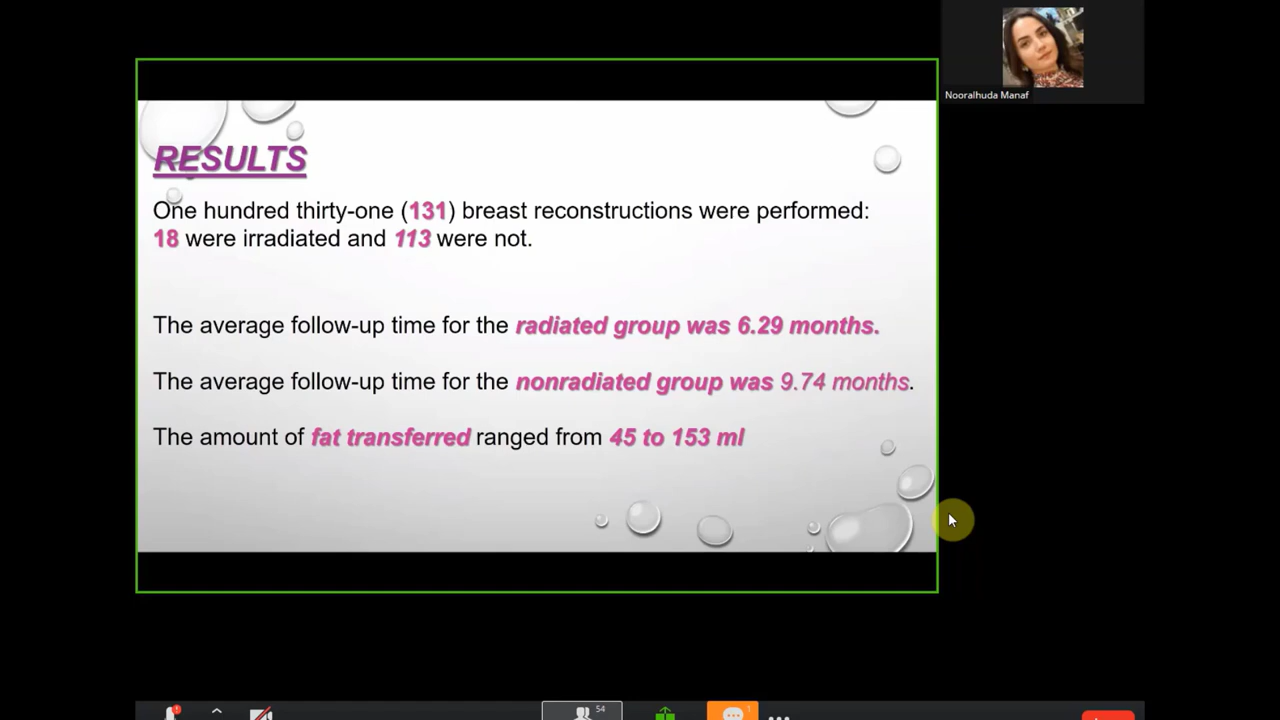 Nooralhuda Manaf
RESULTS
One hundred thirty-one (131) breast reconstructions were performed:
18 were irradiated and 113 were not.
The average follow-up time for the radiated group was 6.29 months.
The average follow-up time for the nonradiated group was 9.74 months.
The amount of fat transferred ranged from 45 to 153 ml
54
1